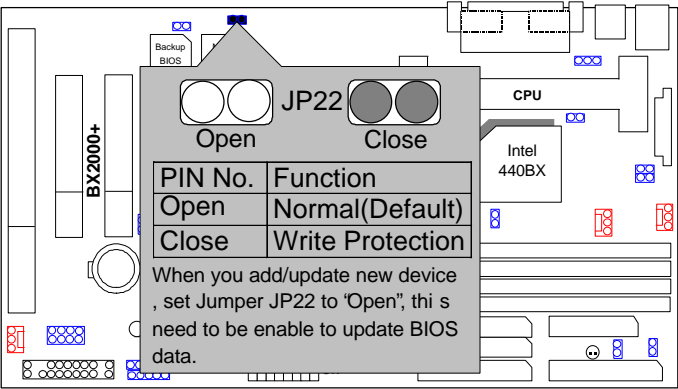 Backup
BIOS
BX2000+
CPU
Intel
440BX
JP22
Open Close
PIN No. Function
Open Normal(Default)
Close Write Protection
When you add/update new device
, set Jumper JP22 to ‘Open”, thi s
need to be enable to update BIOS
data.